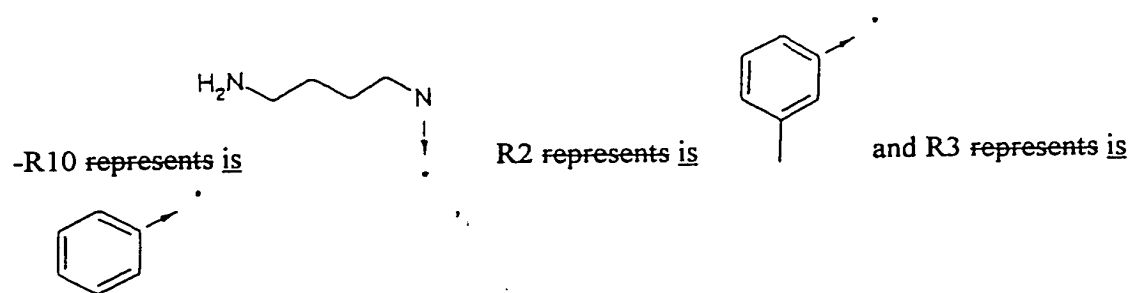 H₂N N
-R10 ~~represents~~ is R2 ~~represents~~ is and R3 ~~represents~~ is